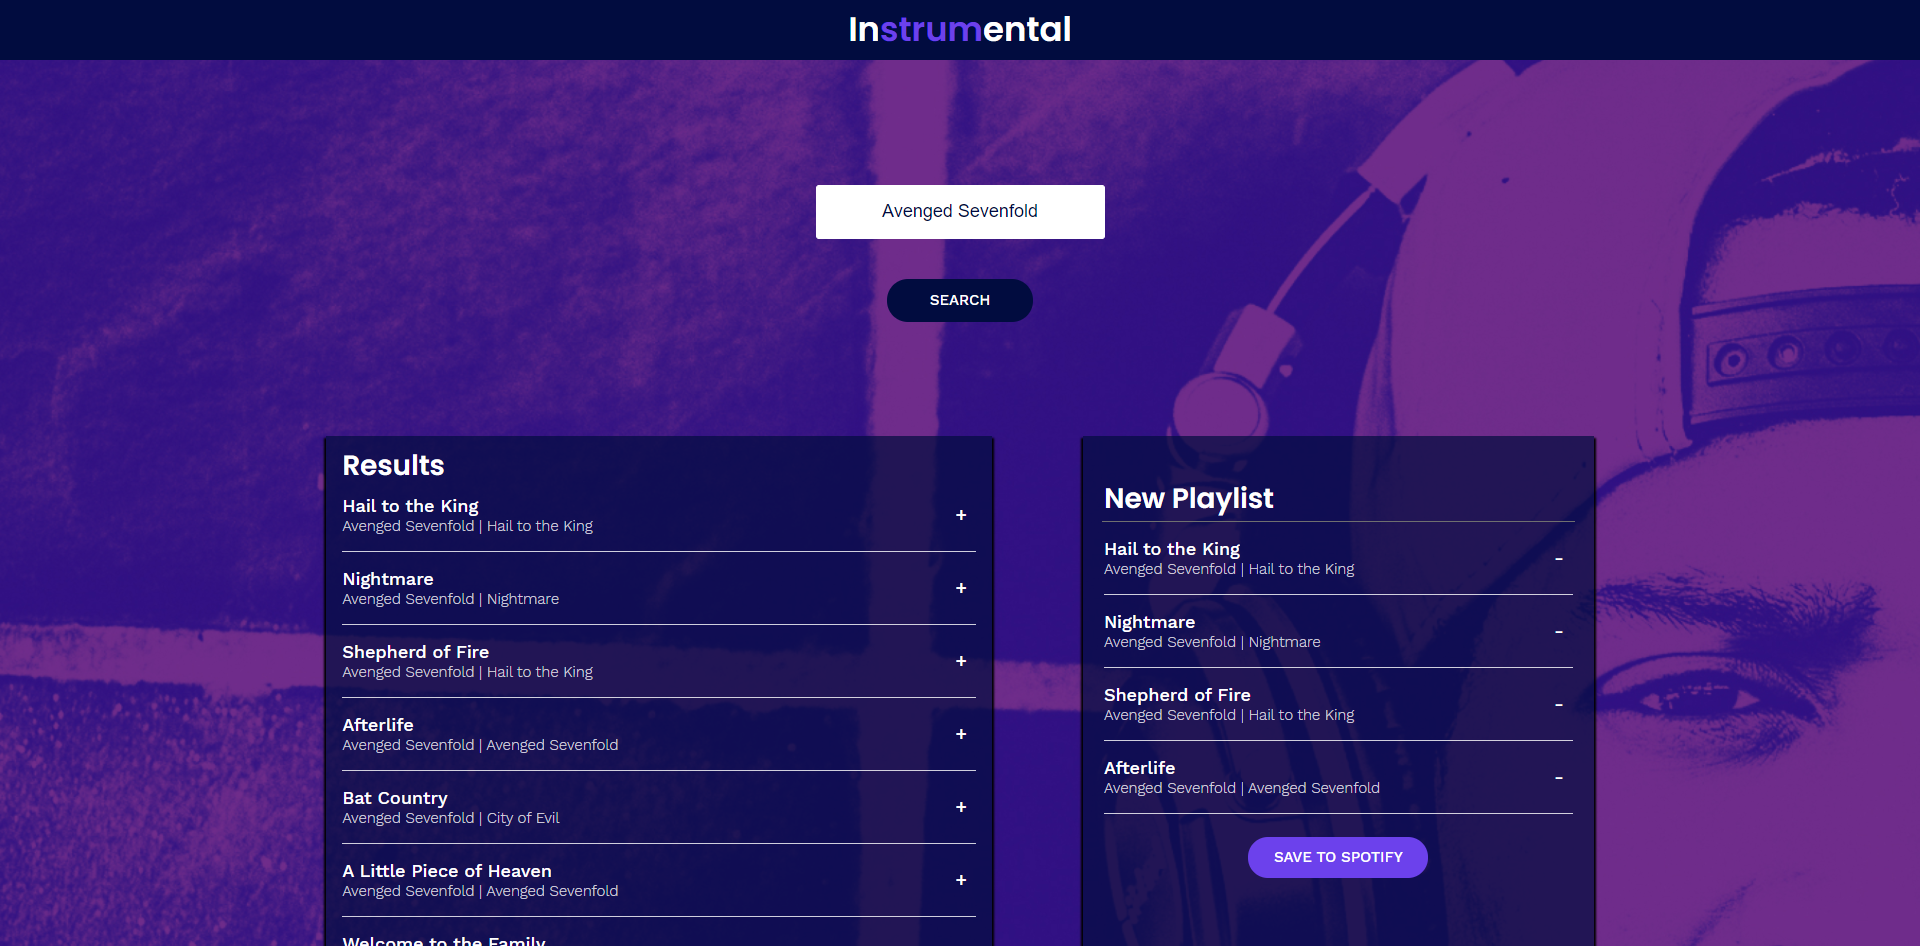 Instrumental
Avenged Sevenfold
SEARCH
Results
Hail to the King
Avenged Sevenfold | Hail to the King
+
Nightmare
Avenged Sevenfold | Nightmare
+
Shepherd of Fire
Avenged Sevenfold | Hail to the King
+
Afterlife
Avenged Sevenfold | Avenged Sevenfold
+
Bat Country
Avenged Sevenfold | City of Evil
+
A Little Piece of Heaven
Avenged Sevenfold | Avenged Sevenfold
+
Welcome to the Family
New Playlist
Hail to the King
Avenged Sevenfold | Hail to the King
-
Nightmare
Avenged Sevenfold | Nightmare
-
Shepherd of Fire
Avenged Sevenfold | Hail to the King
-
Afterlife
Avenged Sevenfold | Avenged Sevenfold
-
SAVE TO SPOTIFY